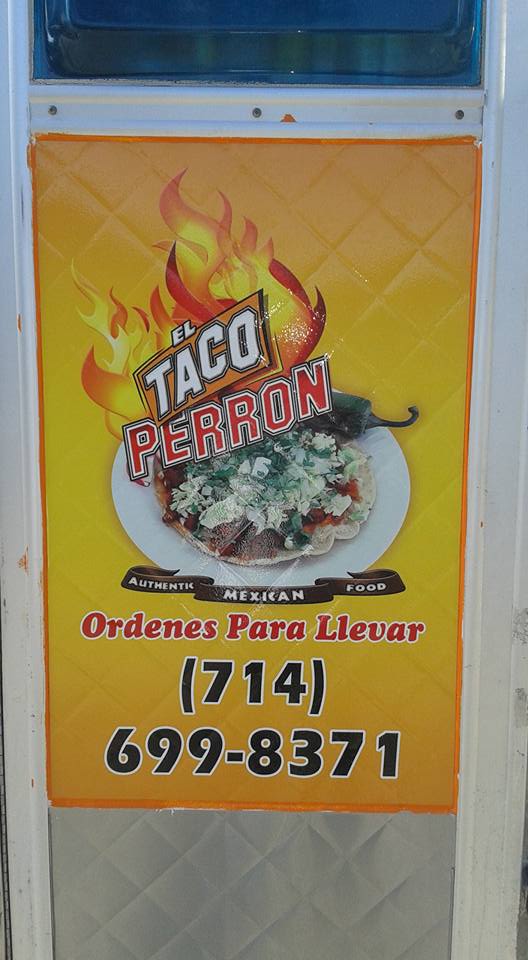 EL
TACO
PERRON
AUTHENTIC MEXICAN FOOD
Ordenes Para Llevar
(714)
699-8371